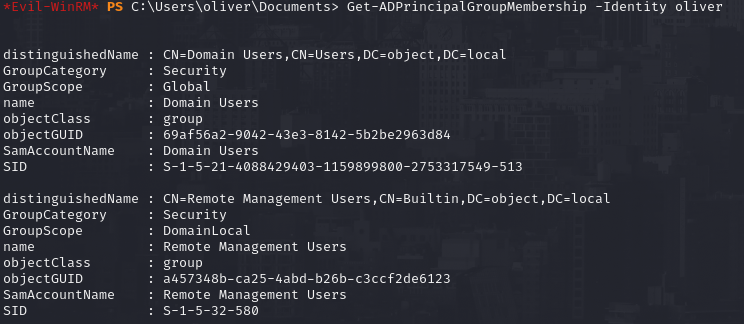 *Evil-WinRM* PS C:\Users\oliver\Documents> Get-ADPrincipalGroupMembership -Identity oliver
distinguishedName : CN=Domain Users,CN=Users,DC=object,DC=local
GroupCategory     : Security
GroupScope        : Global
name              : Domain Users
objectClass       : group
objectGUID        : 69af56a2-9042-43e3-8142-5b2be2963d84
SamAccountName    : Domain Users
SID               : S-1-5-21-4088429403-1159899800-2753317549-513
distinguishedName : CN=Remote Management Users,CN=Builtin,DC=object,DC=local
GroupCategory     : Security
GroupScope        : DomainLocal
name              : Remote Management Users
objectClass       : group
objectGUID        : a457348b-ca25-4abd-b26b-c3ccf2de6123
SamAccountName    : Remote Management Users
SID               : S-1-5-32-580